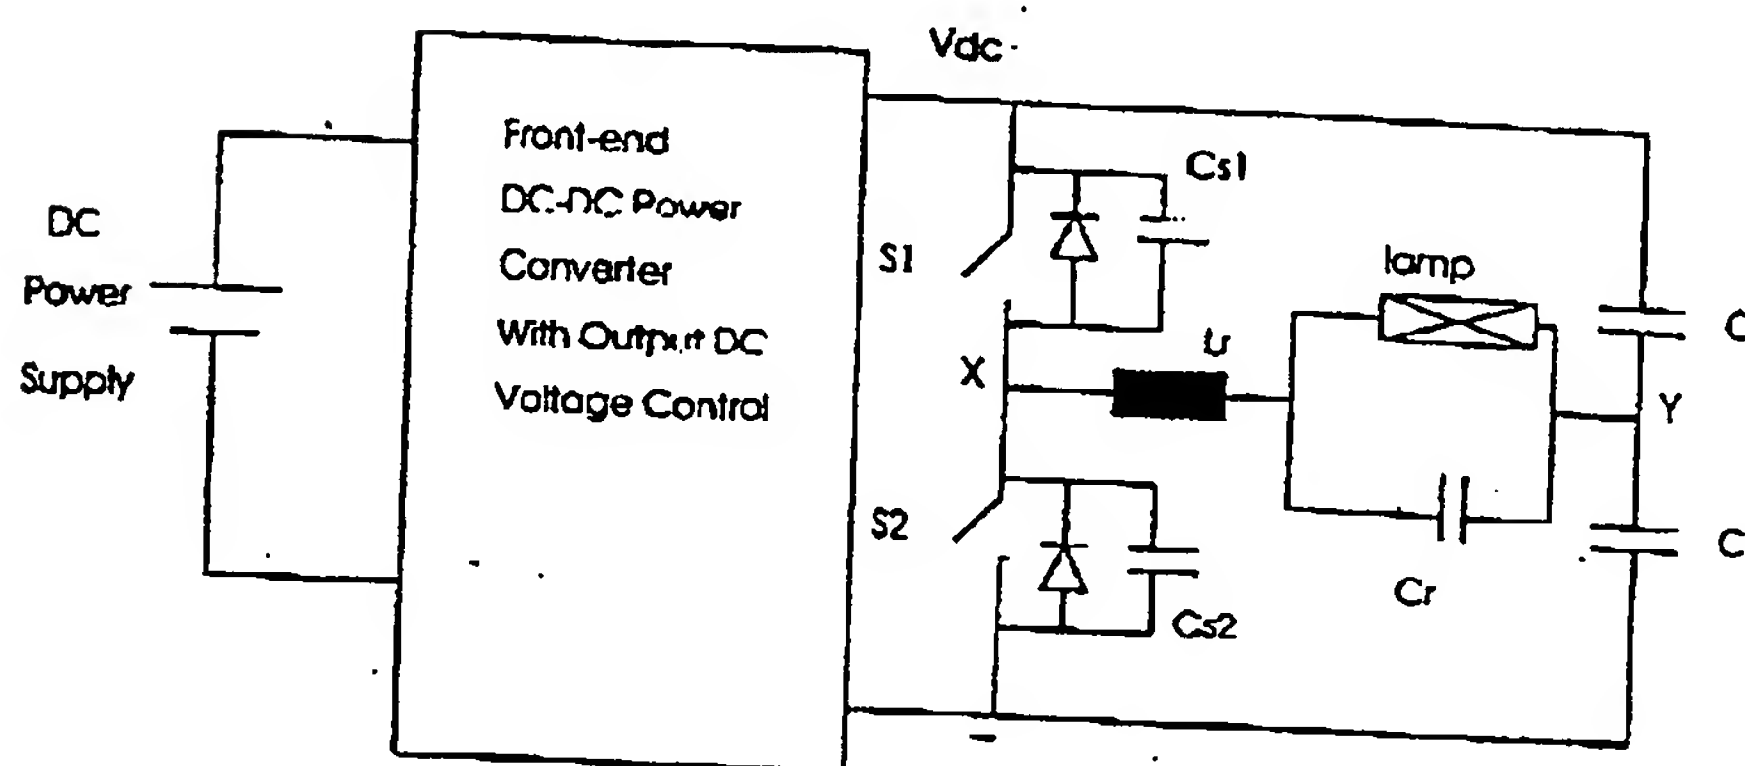 Vdc
Front-end
DC-DC Power
Converter
With Output DC
Voltage Control
DC
Power
Supply
Cs1
S1
lamp
Lr
X
C
Y
S2
C
Cr
Cs2
-